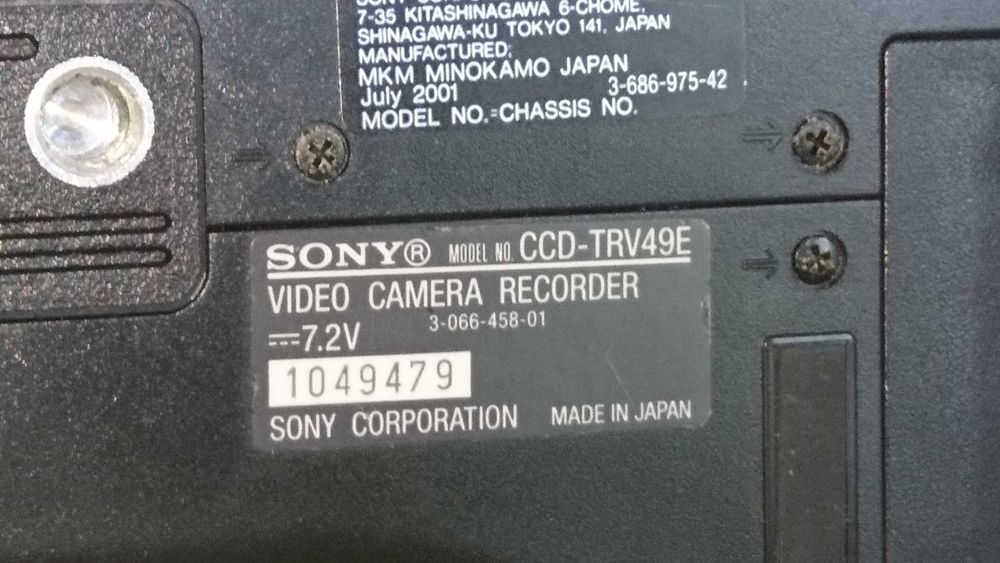 SONY CORPORATION
7-35 KITASHINAGAWA 6-CHOME,
SHINAGAWA-KU TOKYO 141, JAPAN
MANUFACTURED:
MKM MINOKAMO JAPAN
July 2001 3-686-975-42
MODEL NO.=CHASSIS NO.
SONY® MODEL NO. CCD-TRV49E
VIDEO CAMERA RECORDER
⎓7.2V 3-066-458-01
1049479
SONY CORPORATION MADE IN JAPAN